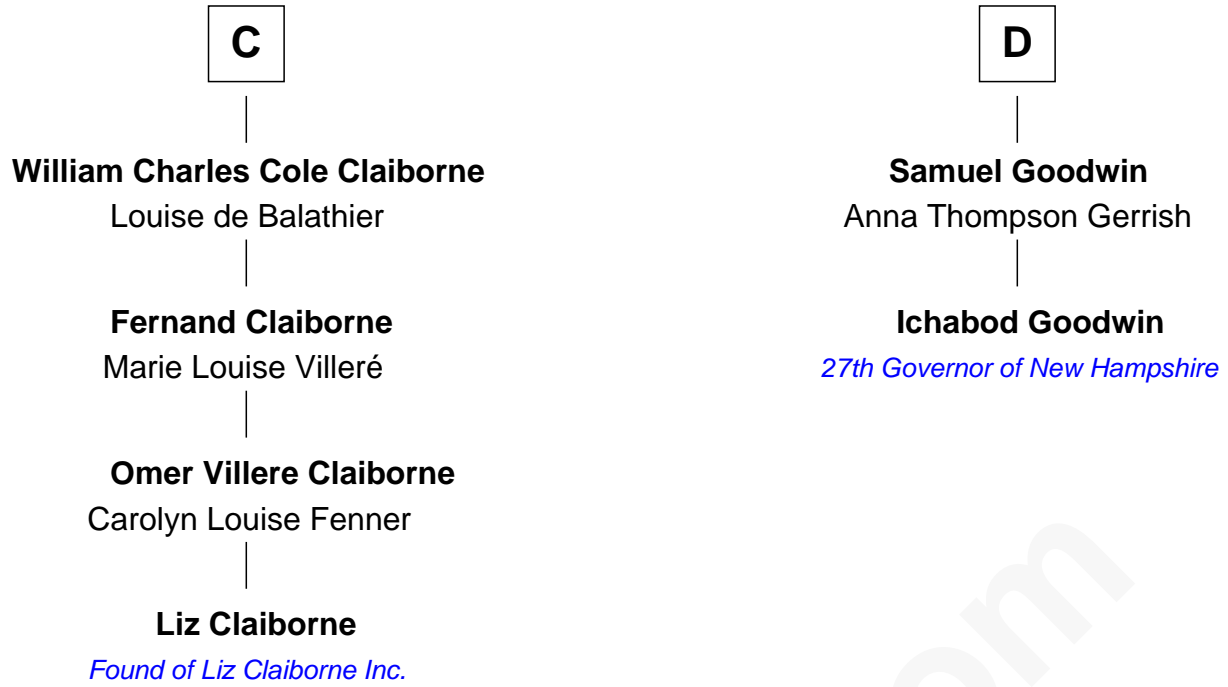 C
William Charles Cole Claiborne
Louise de Balathier
Fernand Claiborne
Marie Louise Villeré
Omer Villere Claiborne
Carolyn Louise Fenner
Liz Claiborne
Found of Liz Claiborne Inc.
D
Samuel Goodwin
Anna Thompson Gerrish
Ichabod Goodwin
27th Governor of New Hampshire
om